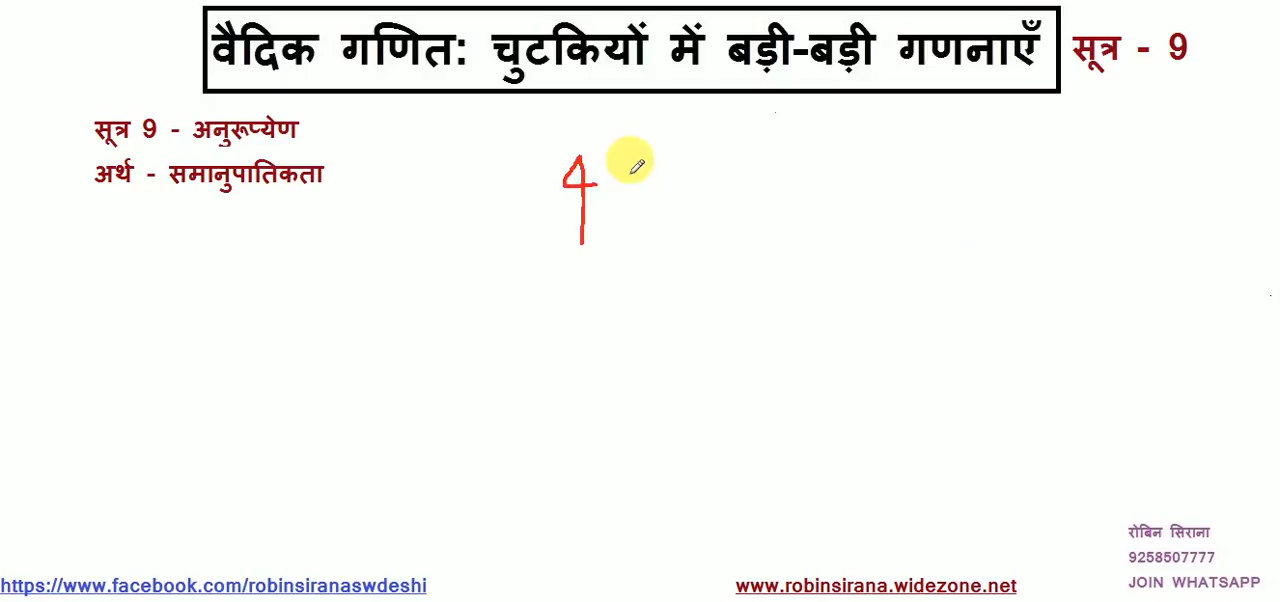 वैदिक गणित: चुटकियों में बड़ी-बड़ी गणनाएँ सूत्र - 9
सूत्र 9 - अनुरूप्येण
अर्थ - समानुपातिकता
4
रोबिन सिराना
9258507777
JOIN WHATSAPP
https://www.facebook.com/robinsiranaswdeshi
www.robinsirana.widezone.net